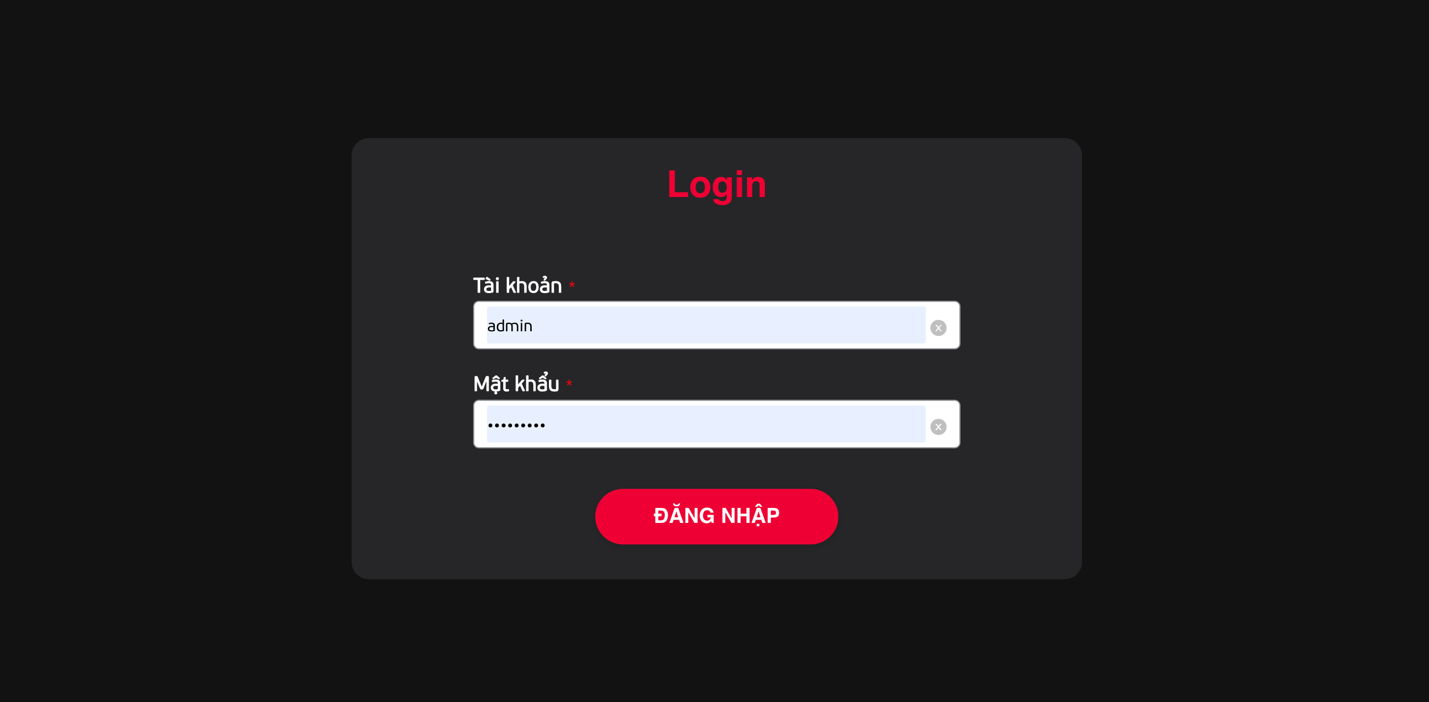 Login
Tài khoản *
admin
Mật khẩu *
•••••••••
ĐĂNG NHẬP